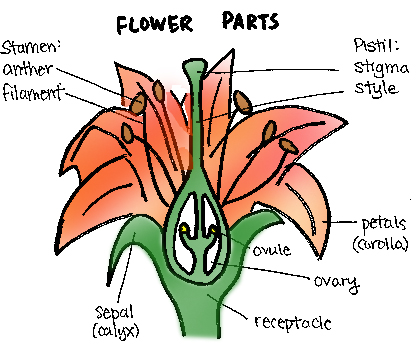 FLOWER PARTS
Stamen:
anther
filament
Pistil:
stigma
style
petals
(corolla)
ovule
ovary
sepal
(calyx)
receptacle